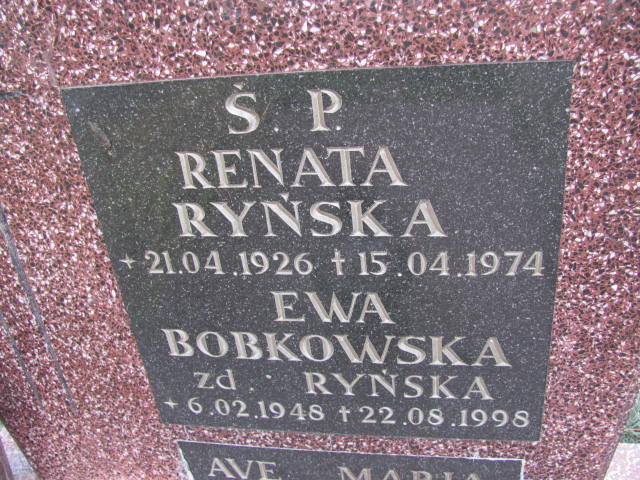 Ś P.
RENATA
RYŃSKA
+ 21.04.1926 † 15.04.1974
EWA
BOBKOWSKA
zd. RYŃSKA
+ 6.02.1948 † 22.08.1998
AVE MARIA